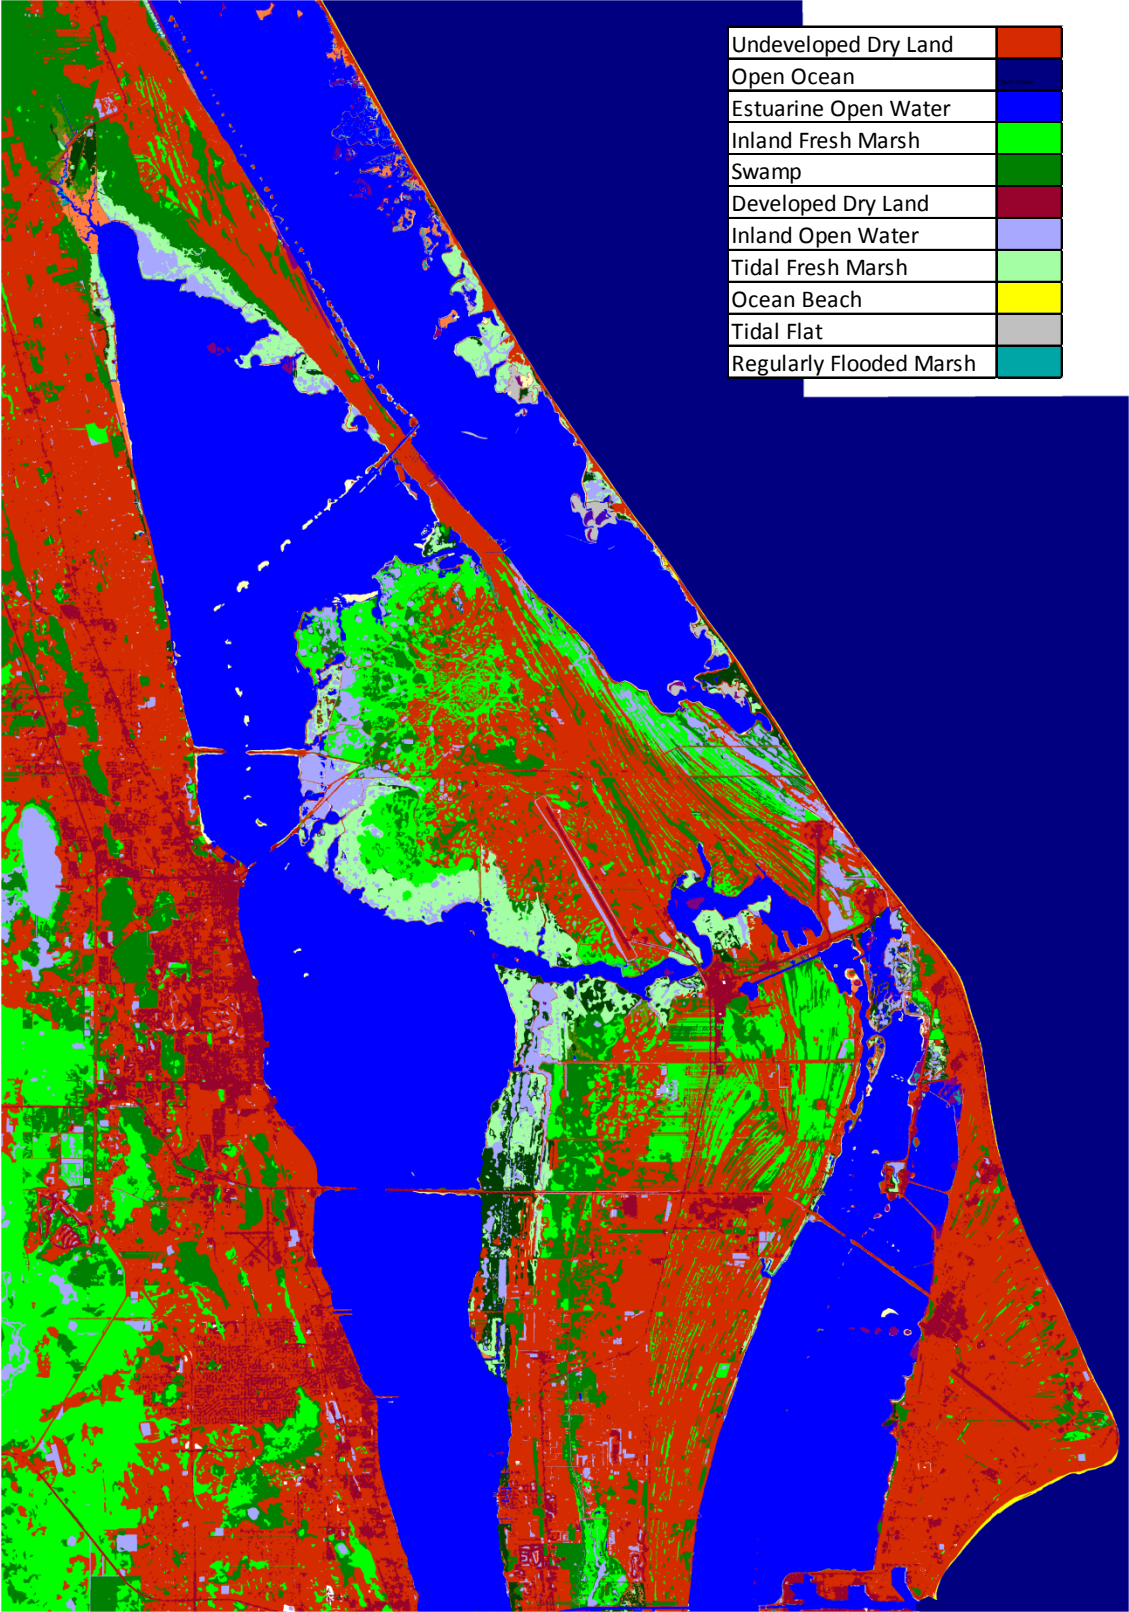 Undeveloped Dry Land
Open Ocean
Estuarine Open Water
Inland Fresh Marsh
Swamp
Developed Dry Land
Inland Open Water
Tidal Fresh Marsh
Ocean Beach
Tidal Flat
Regularly Flooded Marsh